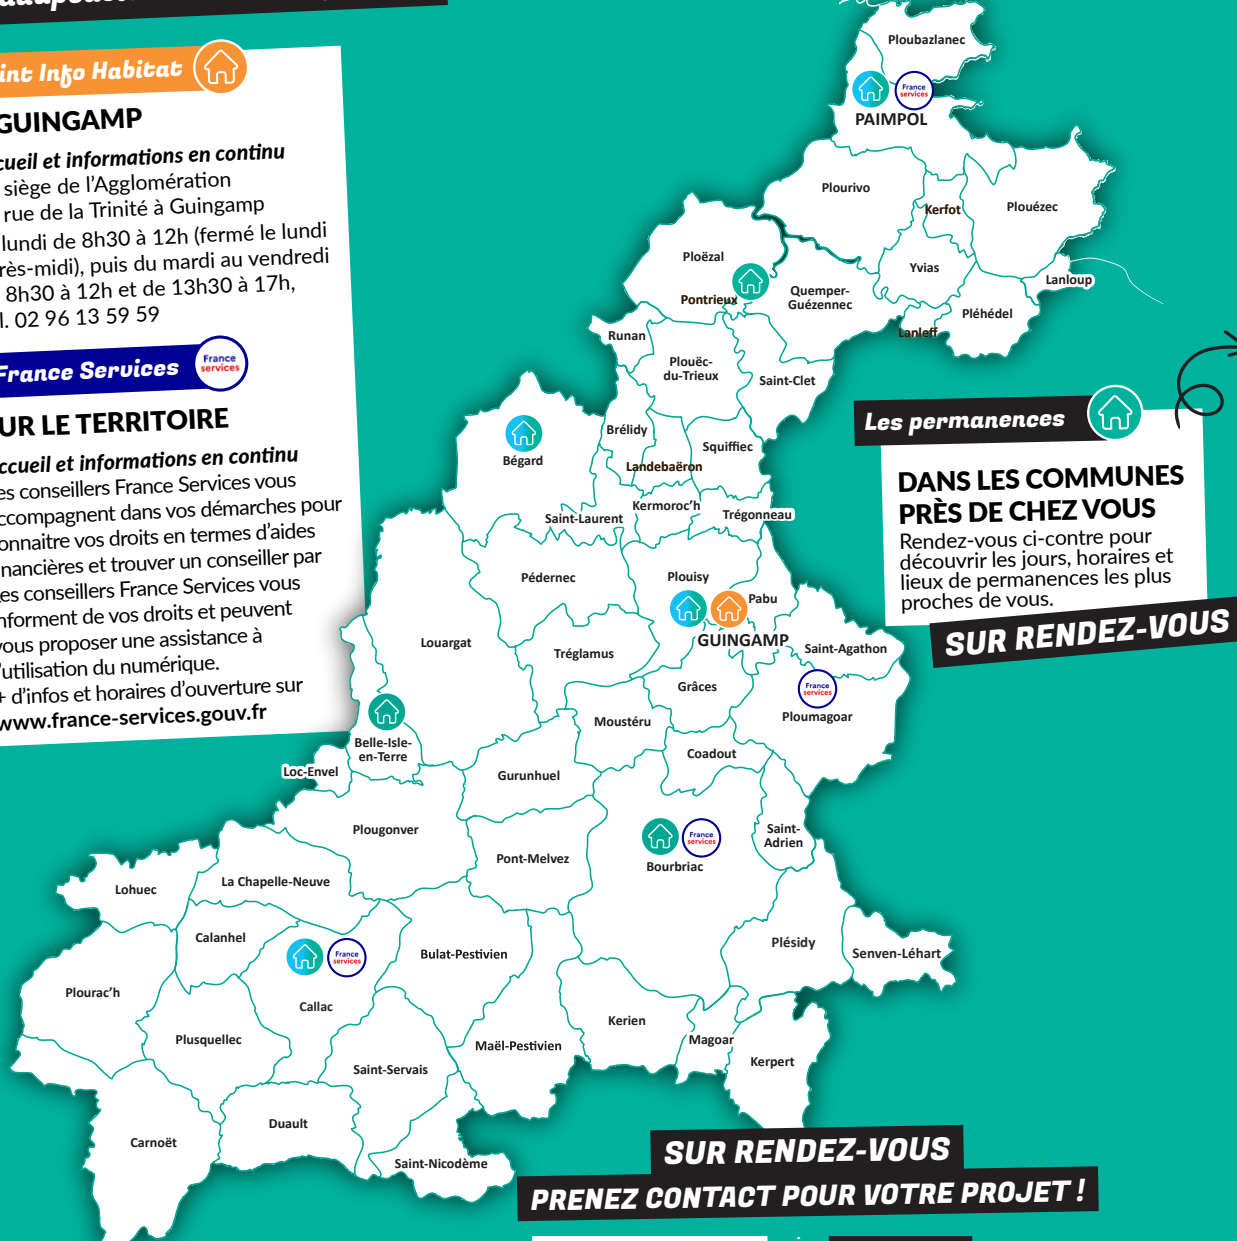 int Info Habitat
GUINGAMP
cueil et informations en continu
siège de l'Agglomération
rue de la Trinité à Guingamp
lundi de 8h30 à 12h (fermé le lundi
rès-midi), puis du mardi au vendredi
8h30 à 12h et de 13h30 à 17h,
l. 02 96 13 59 59
France Services
France
services
UR LE TERRITOIRE
ccueil et informations en continu
es conseillers France Services vous
ccompagnent dans vos démarches pour
onnaitre vos droits en termes d'aides
nancières et trouver un conseiller par
es conseillers France Services vous
nforment de vos droits et peuvent
vous proposer une assistance à
l'utilisation du numérique.
+ d'infos et horaires d'ouverture sur
www.france-services.gouv.fr
Ploubazlanec
France
services
PAIMPOL
Plourivo
Kerfot
Plouézec
Yvias
Lanloup
Ploëzal
Pontrieux
Quemper-
Guézennec
Pléhédel
Lanleff
Runan
Plouëc-
du-Trieux
Saint-Clet
Brélidy
Squiffiec
Bégard
Landebaëron
Kermoroc'h
Saint-Laurent
Trégonneau
Pédernec
Plouisy
Pabu
GUINGAMP
Louargat
Tréglamus
Saint-Agathon
Grâces
France
services
Ploumagoar
Moustéru
Belle-Isle-
en-Terre
Coadout
Loc-Envel
Gurunhuel
Plougonver
France
services
Saint-
Adrien
Pont-Melvez
Bourbriac
Lohuec
La Chapelle-Neuve
Calanhel
Plésidy
Senven-Léhart
France
services
Bulat-Pestivien
Plourac'h
Callac
Kerien
Plusquellec
Magoar
Maël-Pestivien
Kerpert
Saint-Servais
Duault
Carnoët
Saint-Nicodème
Les permanences
DANS LES COMMUNES
PRÈS DE CHEZ VOUS
Rendez-vous ci-contre pour
découvrir les jours, horaires et
lieux de permanences les plus
proches de vous.
SUR RENDEZ-VOUS
SUR RENDEZ-VOUS
PRENEZ CONTACT POUR VOTRE PROJET !